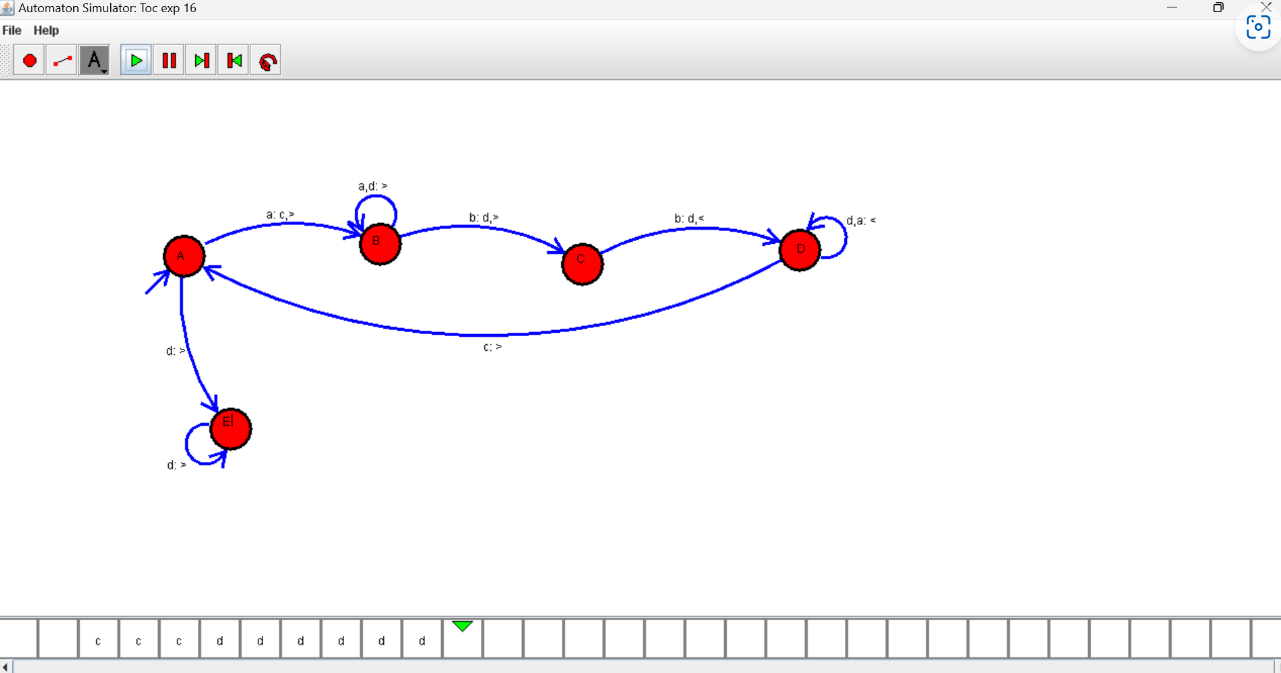 Automaton Simulator: Toc exp 16
File Help
A
a,d: >
a: c,>
b: d,>
b: d,<
d,a: <
A
B
C
D
c: >
d: >
E
d: >
c c c d d d d d d